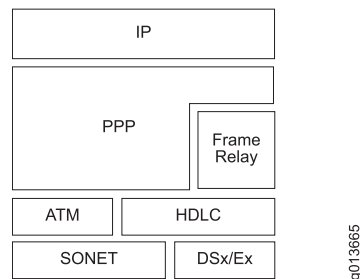 IP
PPP
Frame
Relay
ATM
HDLC
SONET
DSx/Ex
g013665